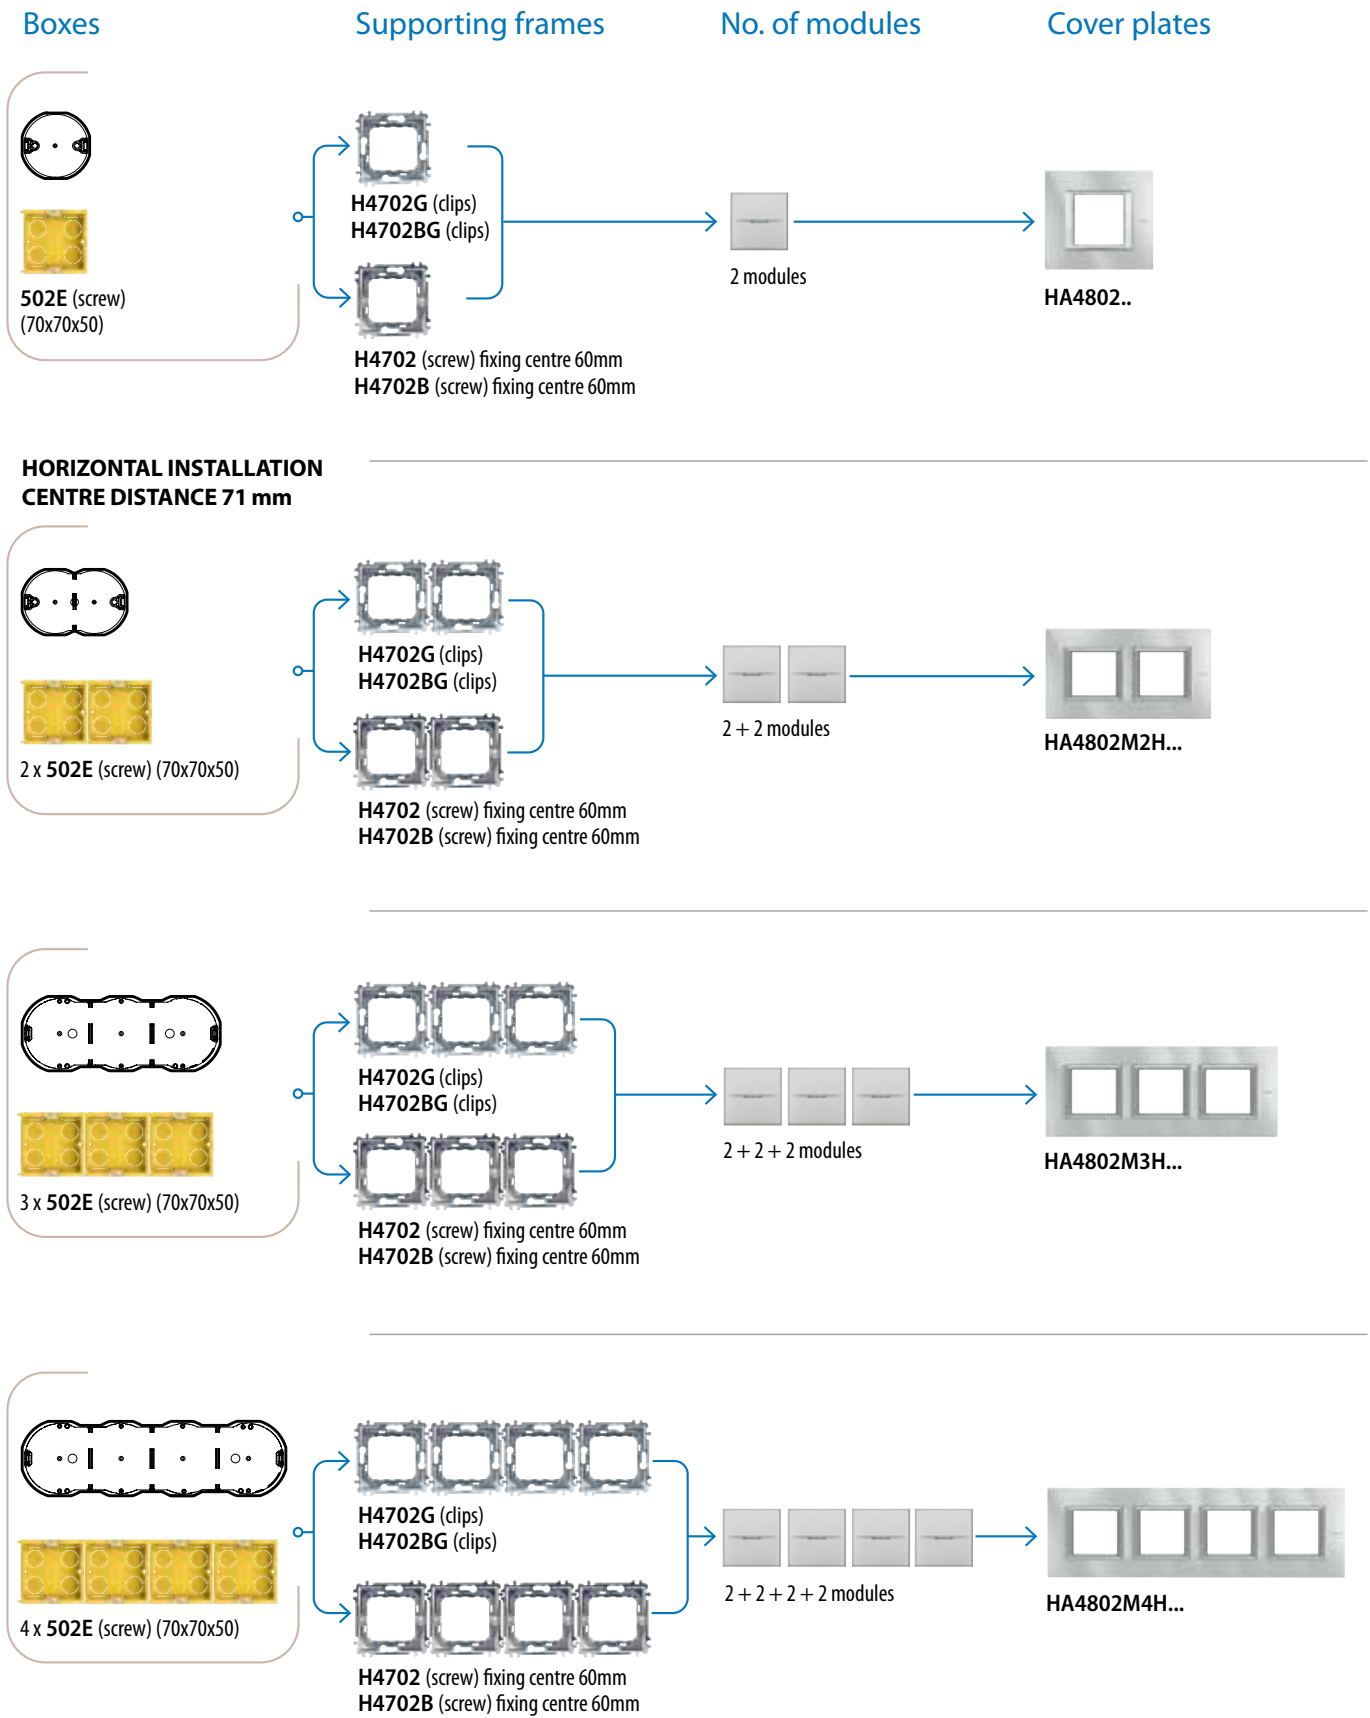 Boxes
Supporting frames
No. of modules
Cover plates
502E (screw)
(70x70x50)
H4702G (clips)
H4702BG (clips)
H4702 (screw) fixing centre 60mm
H4702B (screw) fixing centre 60mm
2 modules
HA4802..
HORIZONTAL INSTALLATION
CENTRE DISTANCE 71 mm
2 x 502E (screw) (70x70x50)
H4702G (clips)
H4702BG (clips)
H4702 (screw) fixing centre 60mm
H4702B (screw) fixing centre 60mm
2 + 2 modules
HA4802M2H...
3 x 502E (screw) (70x70x50)
H4702G (clips)
H4702BG (clips)
H4702 (screw) fixing centre 60mm
H4702B (screw) fixing centre 60mm
2 + 2 + 2 modules
HA4802M3H...
4 x 502E (screw) (70x70x50)
H4702G (clips)
H4702BG (clips)
H4702 (screw) fixing centre 60mm
H4702B (screw) fixing centre 60mm
2 + 2 + 2 + 2 modules
HA4802M4H...